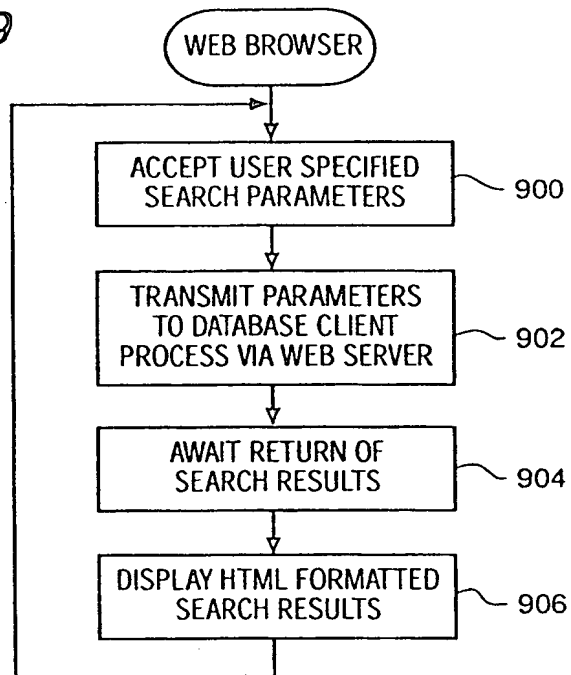 9
WEB BROWSER
ACCEPT USER SPECIFIED
SEARCH PARAMETERS
900
TRANSMIT PARAMETERS
TO DATABASE CLIENT
PROCESS VIA WEB SERVER
902
AWAIT RETURN OF
SEARCH RESULTS
904
DISPLAY HTML FORMATTED
SEARCH RESULTS
906